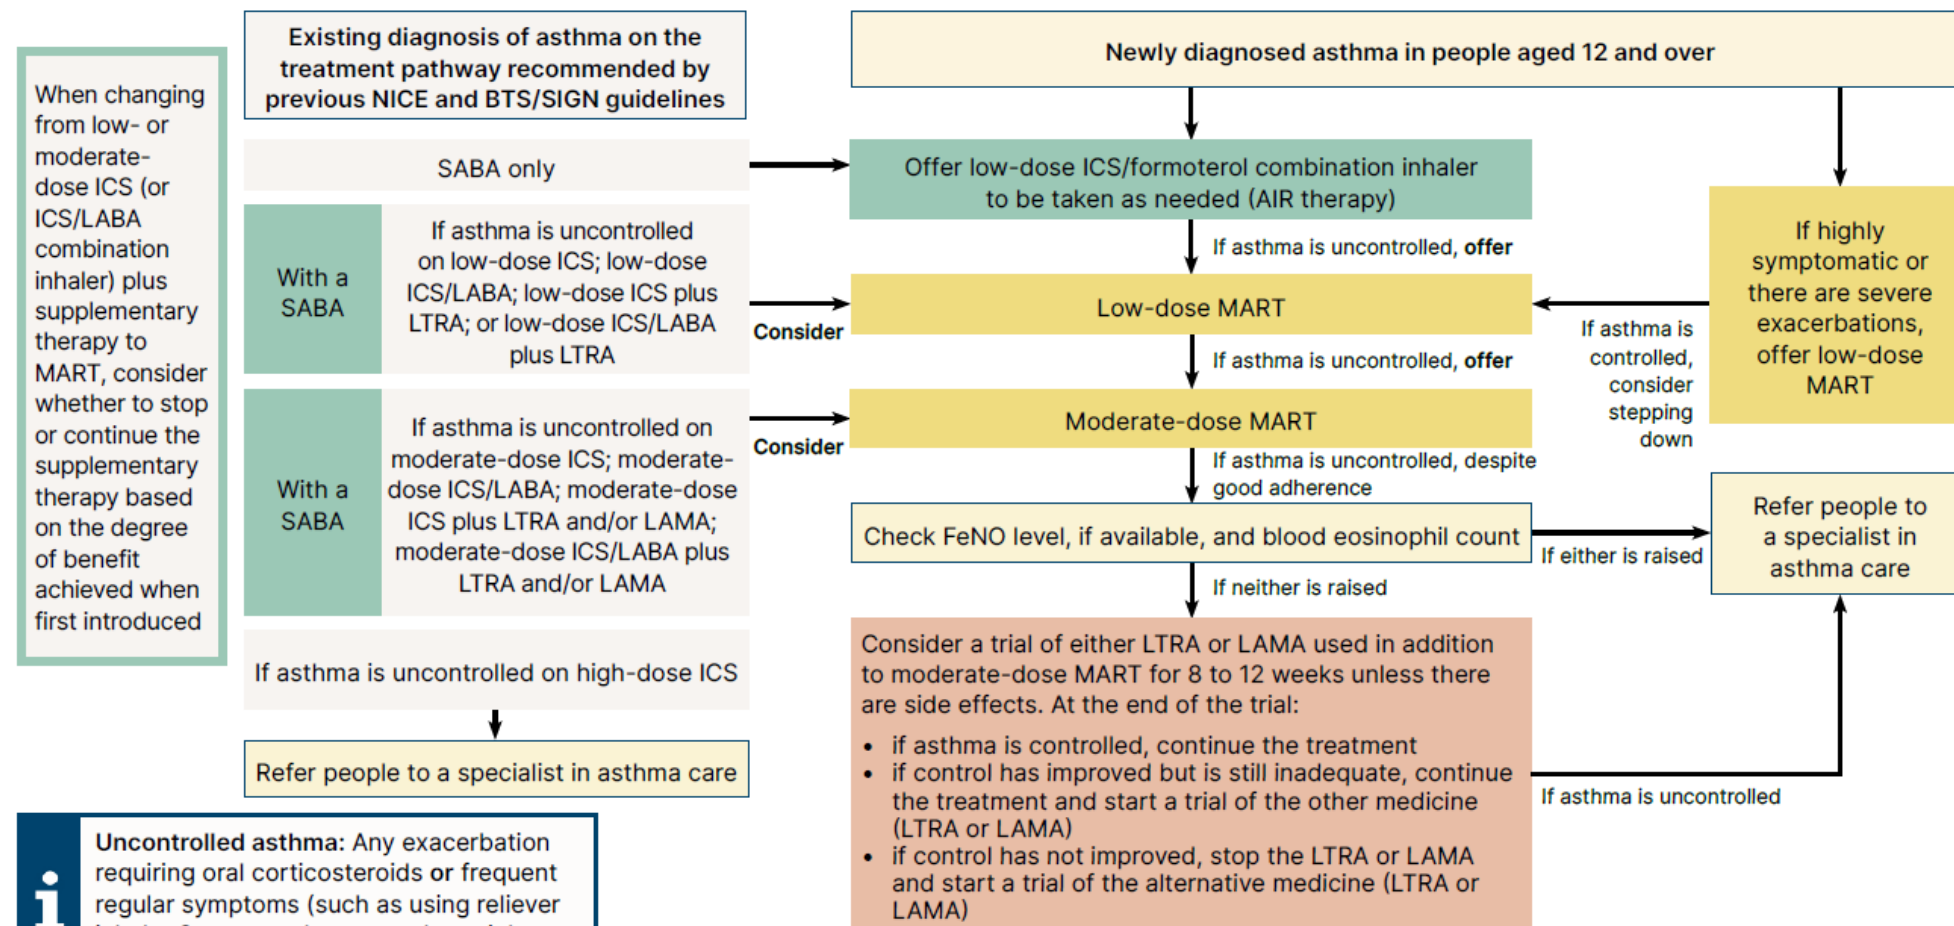 When changing
from low- or
moderate-
dose ICS (or
ICS/LABA
combination
inhaler) plus
supplementary
therapy to
MART, consider
whether to stop
or continue the
supplementary
therapy based
on the degree
of benefit
achieved when
first introduced
Existing diagnosis of asthma on the
treatment pathway recommended by
previous NICE and BTS/SIGN guidelines
SABA only
With a
SABA
If asthma is uncontrolled
on low-dose ICS; low-dose
ICS/LABA; low-dose ICS plus
LTRA; or low-dose ICS/LABA
plus LTRA
Consider
With a
SABA
If asthma is uncontrolled on
moderate-dose ICS; moderate-
dose ICS/LABA; moderate-dose
ICS plus LTRA and/or LAMA;
moderate-dose ICS/LABA plus
LTRA and/or LAMA
Consider
If asthma is uncontrolled on high-dose ICS
Refer people to a specialist in asthma care
Uncontrolled asthma: Any exacerbation
requiring oral corticosteroids or frequent
regular symptoms (such as using reliever
Newly diagnosed asthma in people aged 12 and over
Offer low-dose ICS/formoterol combination inhaler
to be taken as needed (AIR therapy)
If asthma is uncontrolled, offer
Low-dose MART
If asthma is uncontrolled, offer
Moderate-dose MART
If asthma is uncontrolled, despite
good adherence
Check FeNO level, if available, and blood eosinophil count
If neither is raised
Consider a trial of either LTRA or LAMA used in addition
to moderate-dose MART for 8 to 12 weeks unless there
are side effects. At the end of the trial:
• if asthma is controlled, continue the treatment
• if control has improved but is still inadequate, continue
the treatment and start a trial of the other medicine
(LTRA or LAMA)
• if control has not improved, stop the LTRA or LAMA
and start a trial of the alternative medicine (LTRA or
LAMA)
If highly
symptomatic or
there are severe
exacerbations,
offer low-dose
MART
If asthma is
controlled,
consider
stepping
down
If either is raised
Refer people to
a specialist in
asthma care
If asthma is uncontrolled